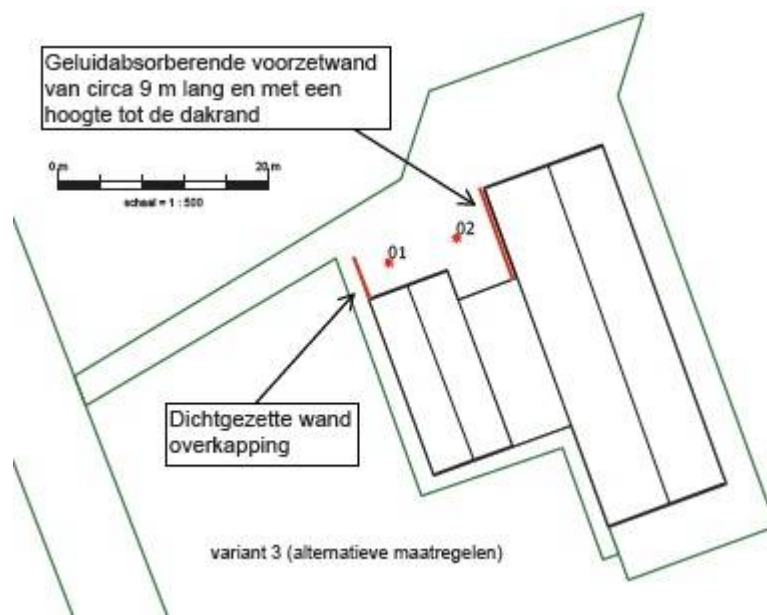 Geluidabsorberende voorzetwand
van circa 9 m lang en met een
hoogte tot de dakrand
0 m 20 m
schaal = 1 : 500
02
01
Dichtgezette wand
overkapping
variant 3 (alternatieve maatregelen)